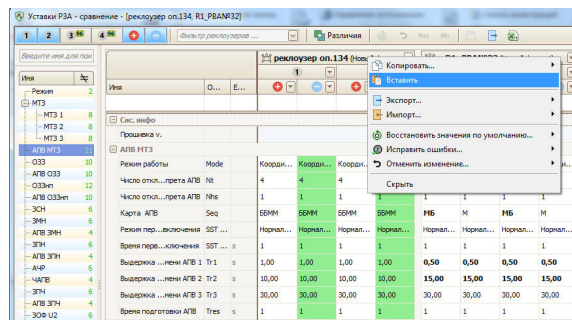 Уставки РЗА - сравнение - [реклоузер оп.134, R1_PBAN№32]
1 2 3 96 4 96 Фильтр реклоузеров ... Различия
Введите имя для пои
Имя
Режим 2
МТЗ
МТЗ 1 8
МТЗ 2 8
МТЗ 3 8
АПВ МТЗ 21
ОЗЗ 10
АПВ ОЗЗ 10
ОЗЗнп 12
АПВ ОЗЗнп 10
ЗСН 6
ЗМН 6
АПВ ЗМН 4
ЗПН 6
АПВ ЗПН 4
АЧР 6
ЧАПВ 4
ЗПЧ 6
АПВ ЗПЧ 4
ЗОФ U2 6
реклоузер оп.134
1
Имя О... Е...
Сис. инфо
Прошивка v.
АПВ МТЗ
Режим работы Mode Коорди... Коорди... Коорди...
Число откл...прета АПВ Nt 4 4 4
Число откл...прета АПВ Nhs 1 1 1 1 1 1 1
Карта АПВ Seq ББММ ББММ ББММ ББММ МБ М МБ М
Режим пер...включения SST ... Нормал... Нормал... Нормал... Нормал... Нормал... Нормал... Нормал... Нормал...
Время перв...ключения SST ... s 1 1 1 1 1 1 1 1
Выдержка ...мени АПВ 1 Tr1 s 1,00 1,00 1,00 1,00 0,50 0,50 0,50 0,50
Выдержка ...мени АПВ 2 Tr2 s 10,00 10,00 10,00 10,00 15,00 15,00 15,00 15,00
Выдержка ...мени АПВ 3 Tr3 s 30,00 30,00 30,00 30,00 30,00 30,00 30,00 30,00
Время подготовки АПВ Tres s 1 1 1 1 1 1 1 1
Копировать...
Вставить
Экспорт...
Импорт...
Восстановить значения по умолчанию...
Исправить ошибки...
Отменить изменение...
Скрыть